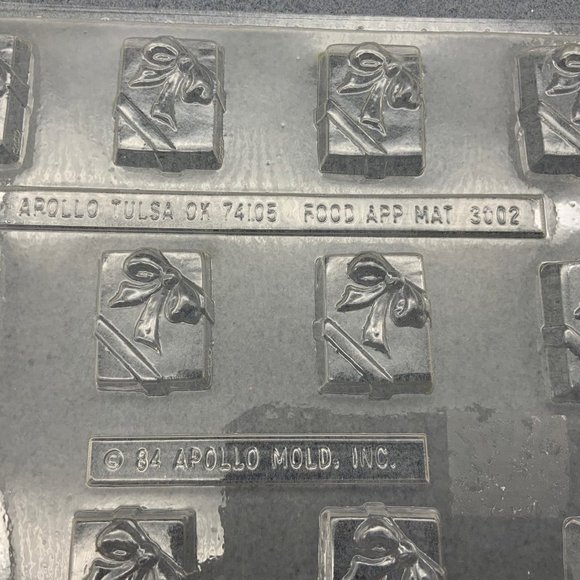 APOLLO TULSA OK 74105 FOOD APP MAT 3002
© 84 APOLLO MOLD, INC.